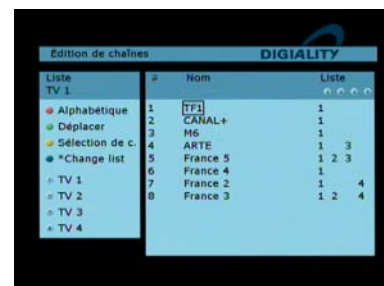 Édition de chaînes DIGIALITY
Liste
TV 1
Alphabétique
Déplacer
Sélection de c.
*Change list
TV 1
TV 2
TV 3
TV 4
# Nom Liste
1 TF1 1
2 CANAL+ 1
3 M6 1
4 ARTE 1 3
5 France 5 1 2 3
6 France 4 1
7 France 2 1 4
8 France 3 1 2 4